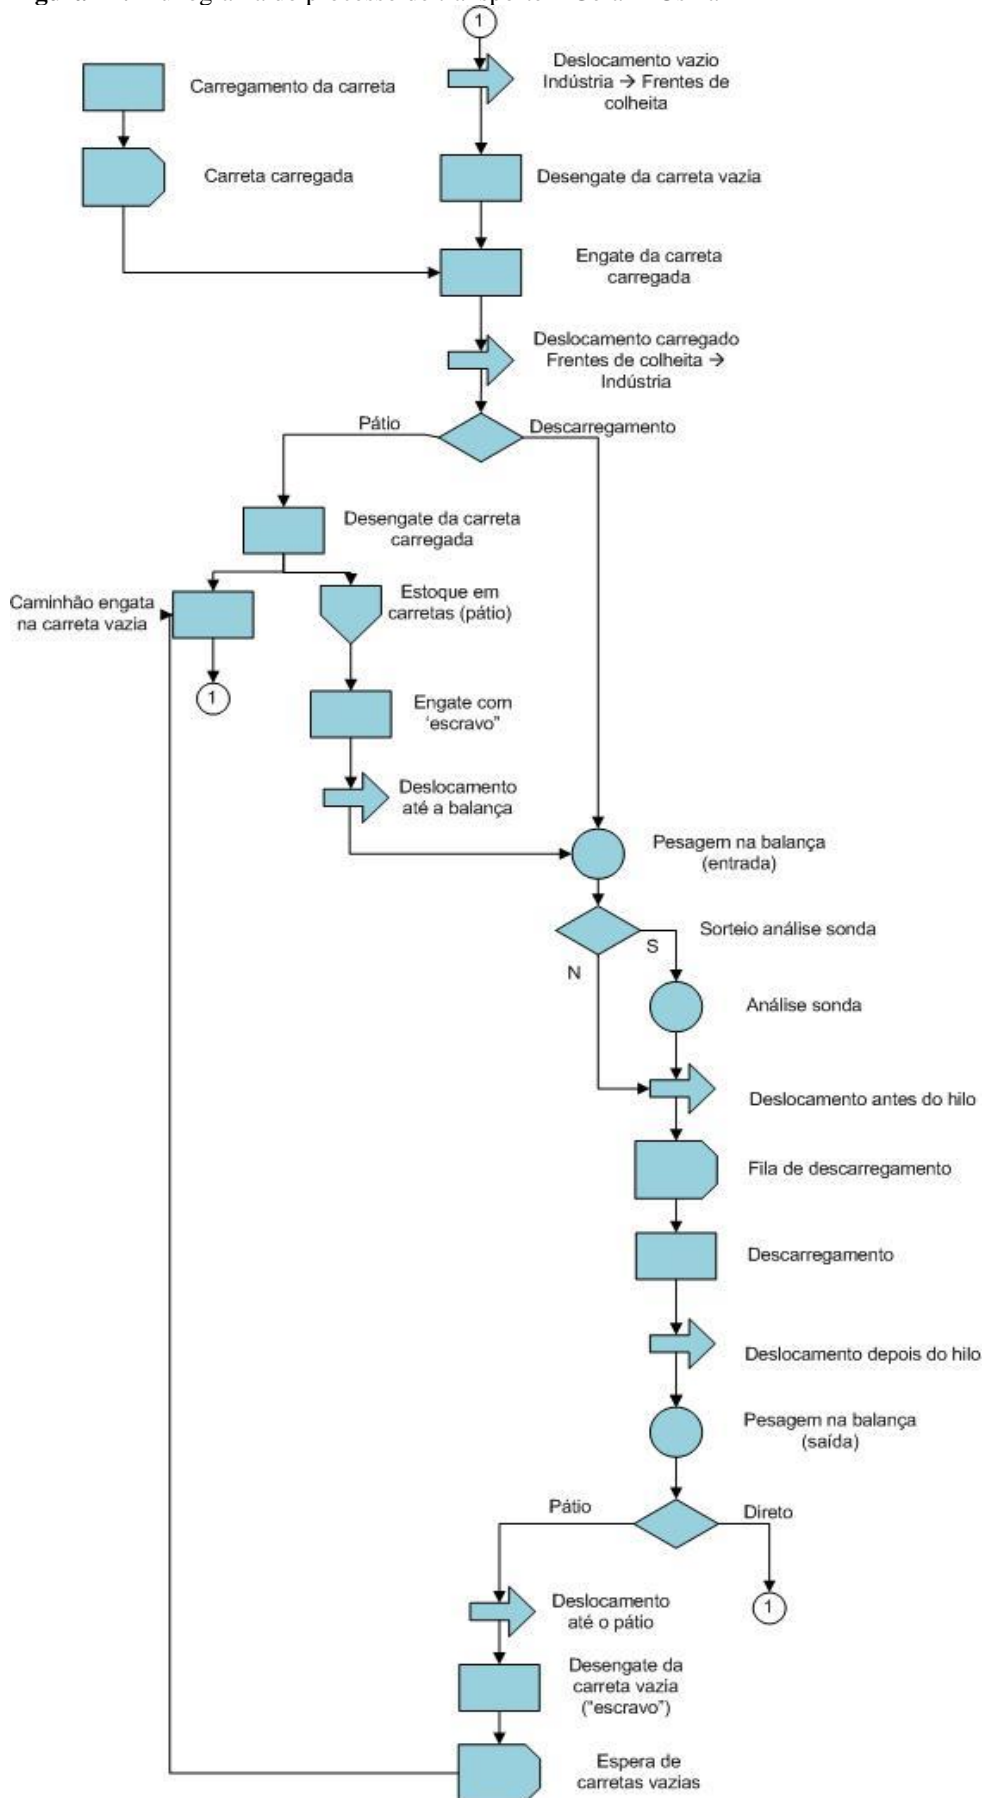 1
Deslocamento vazio
Indústria → Frentes de
colheita
Carregamento da carreta
Carreta carregada
Desengate da carreta vazia
Engate da carreta
carregada
Deslocamento carregado
Frentes de colheita →
Indústria
Pátio
Descarregamento
Desengate da carreta
carregada
Caminhão engata
na carreta vazia
Estoque em
carretas (pátio)
1
Engate com
‘escravo”
Deslocamento
até a balança
Pesagem na balança
(entrada)
Sorteio análise sonda
S
N
Análise sonda
Deslocamento antes do hilo
Fila de descarregamento
Descarregamento
Deslocamento depois do hilo
Pesagem na balança
(saída)
Pátio
Direto
1
Deslocamento
até o pátio
Desengate da
carreta vazia
(“escravo”)
Espera de
carretas vazias